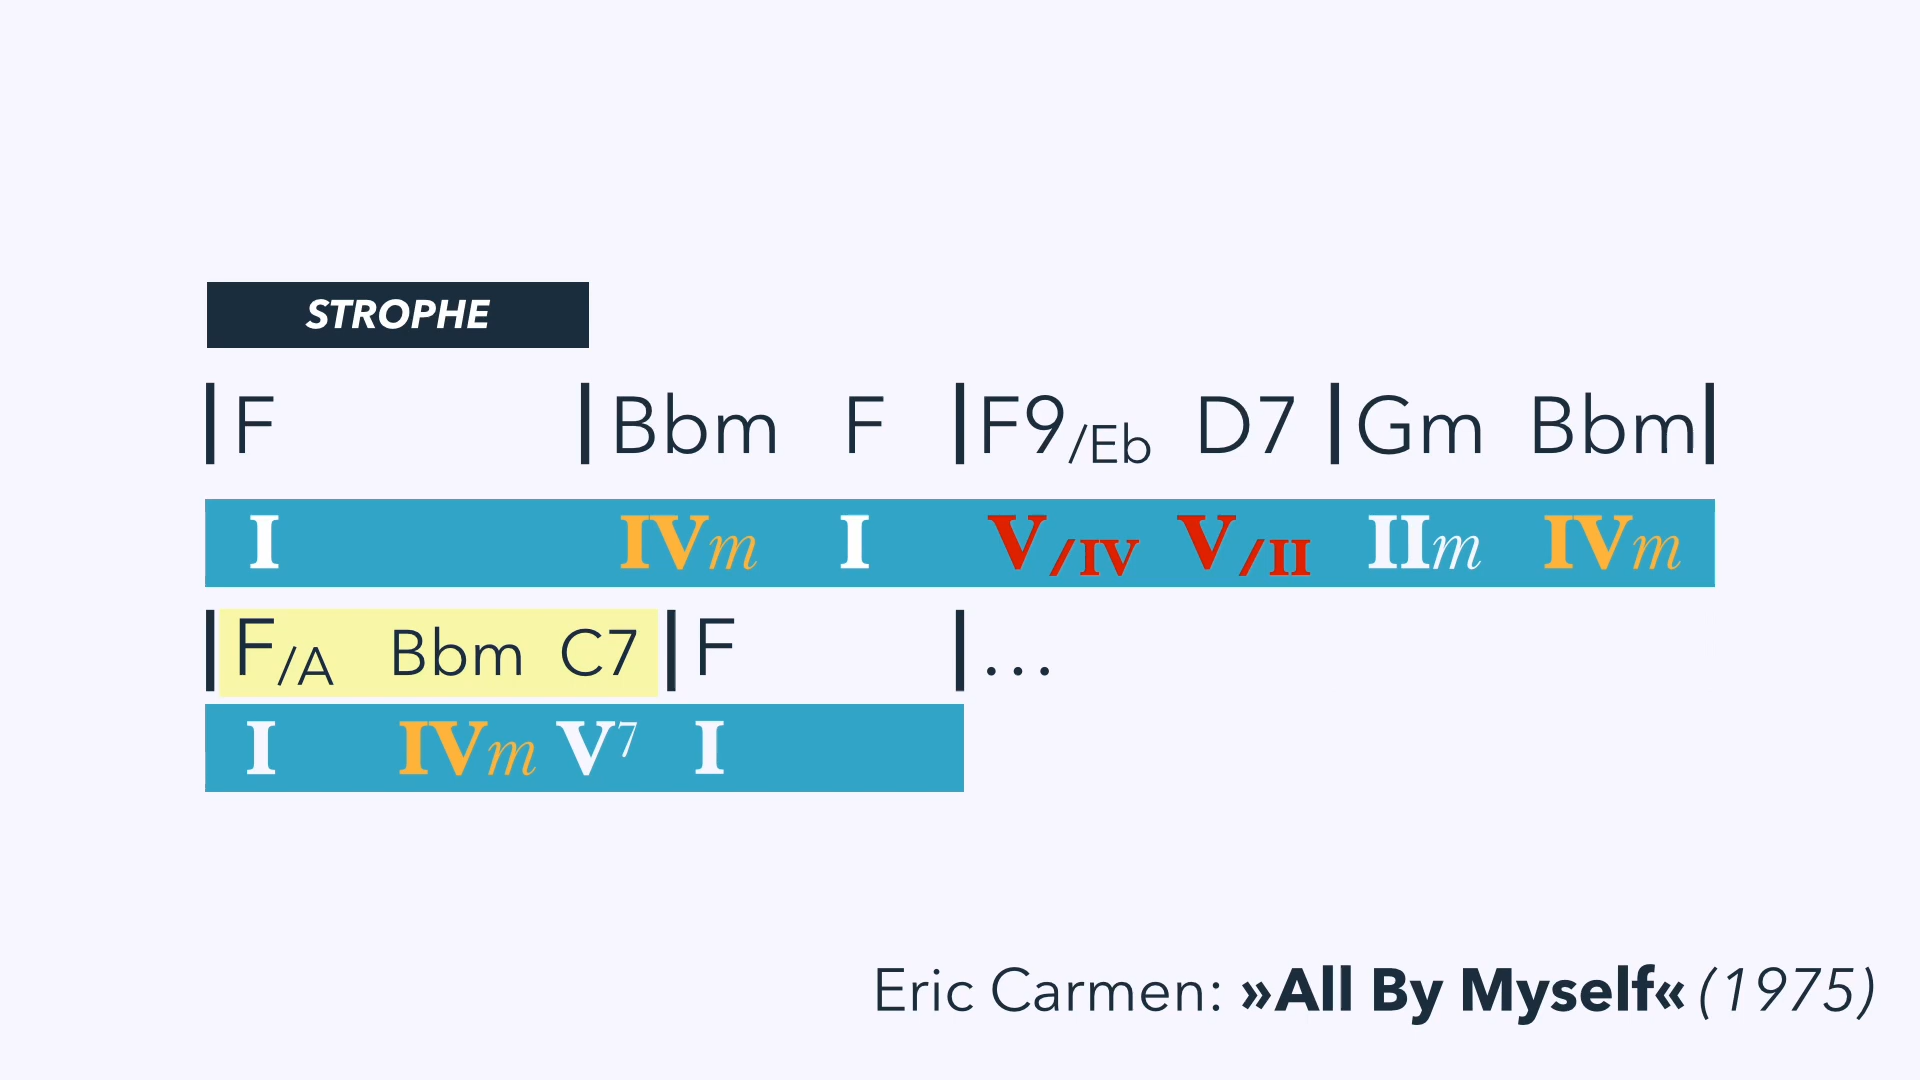 STROPHE
|F |Bbm F |F9/Eb D7 |Gm Bbm|
I IVm I V/IV V/II IIm IVm
|F/A Bbm C7 |F |...
I IVm V7 I
Eric Carmen: »All By Myself« (1975)